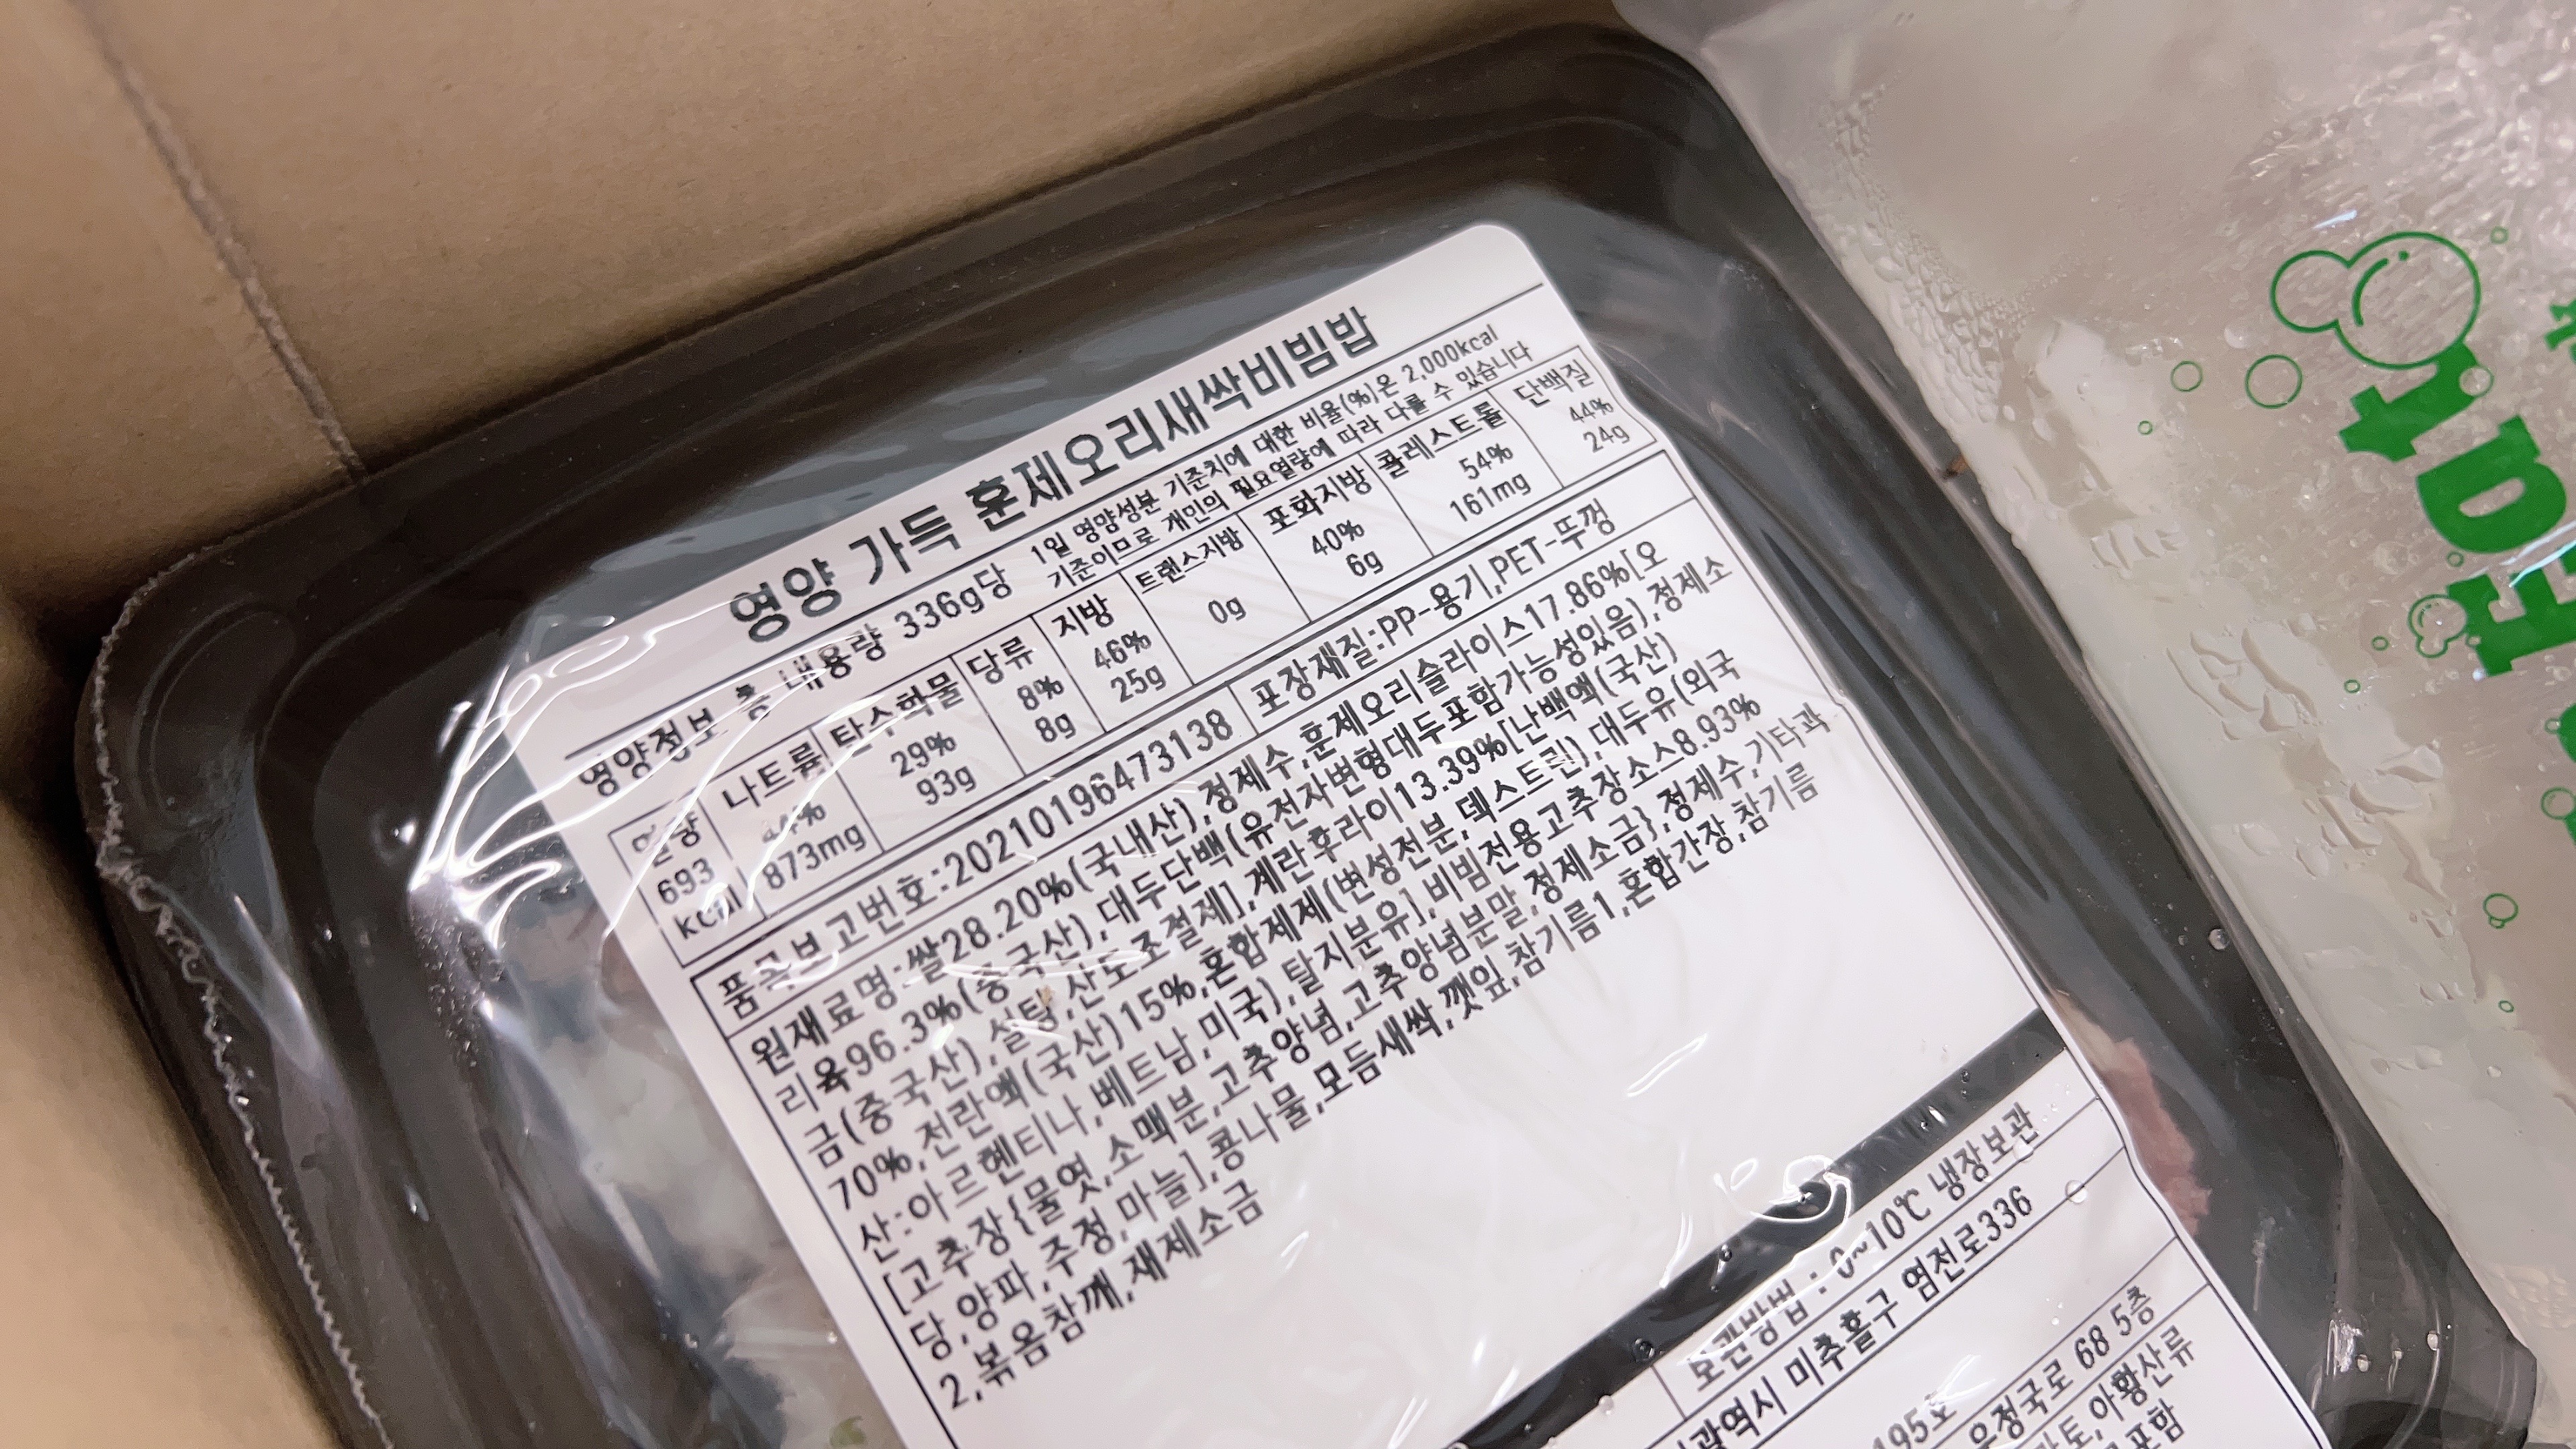 영양 가득 훈제오리새싹비빔밥
영양정보 총 내용량 336g당
1일 영양성분 기준치에 대한 비율(%)은 2,000kcal
기준이므로 개인의 필요열량에 따라 다를 수 있습니다
열량 나트륨 탄수화물 당류 지방 트랜스지방 포화지방 콜레스트롤 단백질
693 44% 29% 8% 46% 0g 40% 54% 44%
kcal 873mg 93g 8g 25g 6g 161mg 24g
품목보고번호:20210196473138 포장재질:PP-용기,PET-뚜껑
원재료명:쌀28.20%(국내산),정제수,훈제오리슬라이스17.86%[오
리육96.3%(중국산),대두단백(유전자변형대두포함가능성있음),정제소
금(중국산),설탕,산도조절제],계란후라이13.39%[난백액(국산)
70%,전란액(국산)15%,혼합제제(변성전분,덱스트린),대두유(외국
산:아르헨티나,베트남,미국),탈지분유],비빔전용고추장소스8.93%
[고추장{물엿,소맥분,고추양념,고추양념분말,정제소금},정제수,기타과
당,양파,주정,마늘],콩나물,모듬새싹,깻잎,참기름1,혼합간장,참기름
2,볶음참깨,재제소금
보관방법 : 0~10℃ 냉장보관
광역시 미추홀구 염전로336
195호
우정국로 68 5층
아황산류
포함
Eat